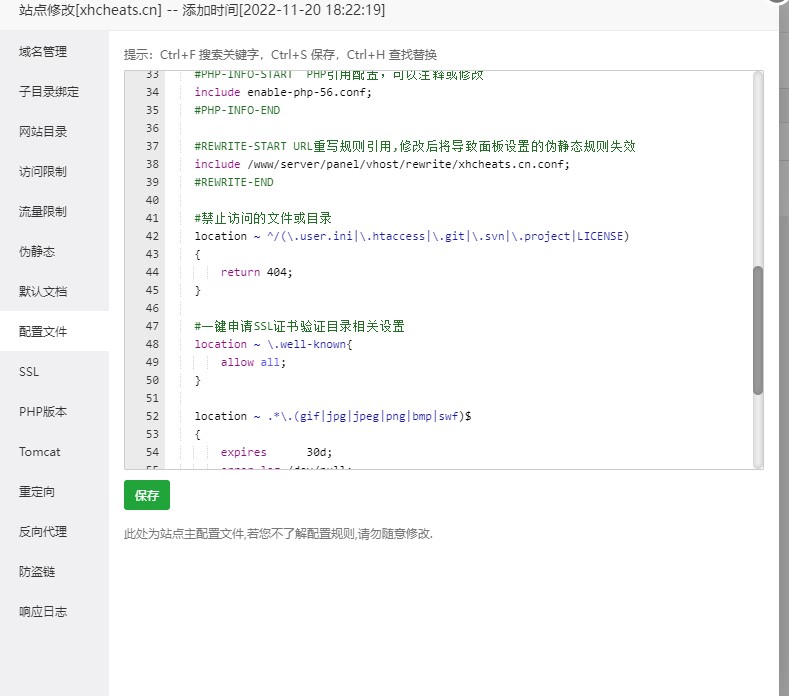 站点修改[xhcheats.cn] -- 添加时间[2022-11-20 18:22:19]
域名管理
子目录绑定
网站目录
访问限制
流量限制
伪静态
默认文档
配置文件
SSL
PHP版本
Tomcat
重定向
反向代理
防盗链
响应日志
提示：Ctrl+F 搜索关键字，Ctrl+S 保存，Ctrl+H 查找替换
33 #PHP-INFO-START PHP引用配置，可以注释或修改
34 include enable-php-56.conf;
35 #PHP-INFO-END
36
37 #REWRITE-START URL重写规则引用,修改后将导致面板设置的伪静态规则失效
38 include /www/server/panel/vhost/rewrite/xhcheats.cn.conf;
39 #REWRITE-END
40
41 #禁止访问的文件或目录
42 location ~ ^/(\.user.ini|\.htaccess|\.git|\.svn|\.project|LICENSE)
43 {
44 return 404;
45 }
46
47 #一键申请SSL证书验证目录相关设置
48 location ~ \.well-known{
49 allow all;
50 }
51
52 location ~ .*\.(gif|jpg|jpeg|png|bmp|swf)$
53 {
54 expires 30d;
55 error_log /dev/null;
保存
此处为站点主配置文件,若您不了解配置规则,请勿随意修改.